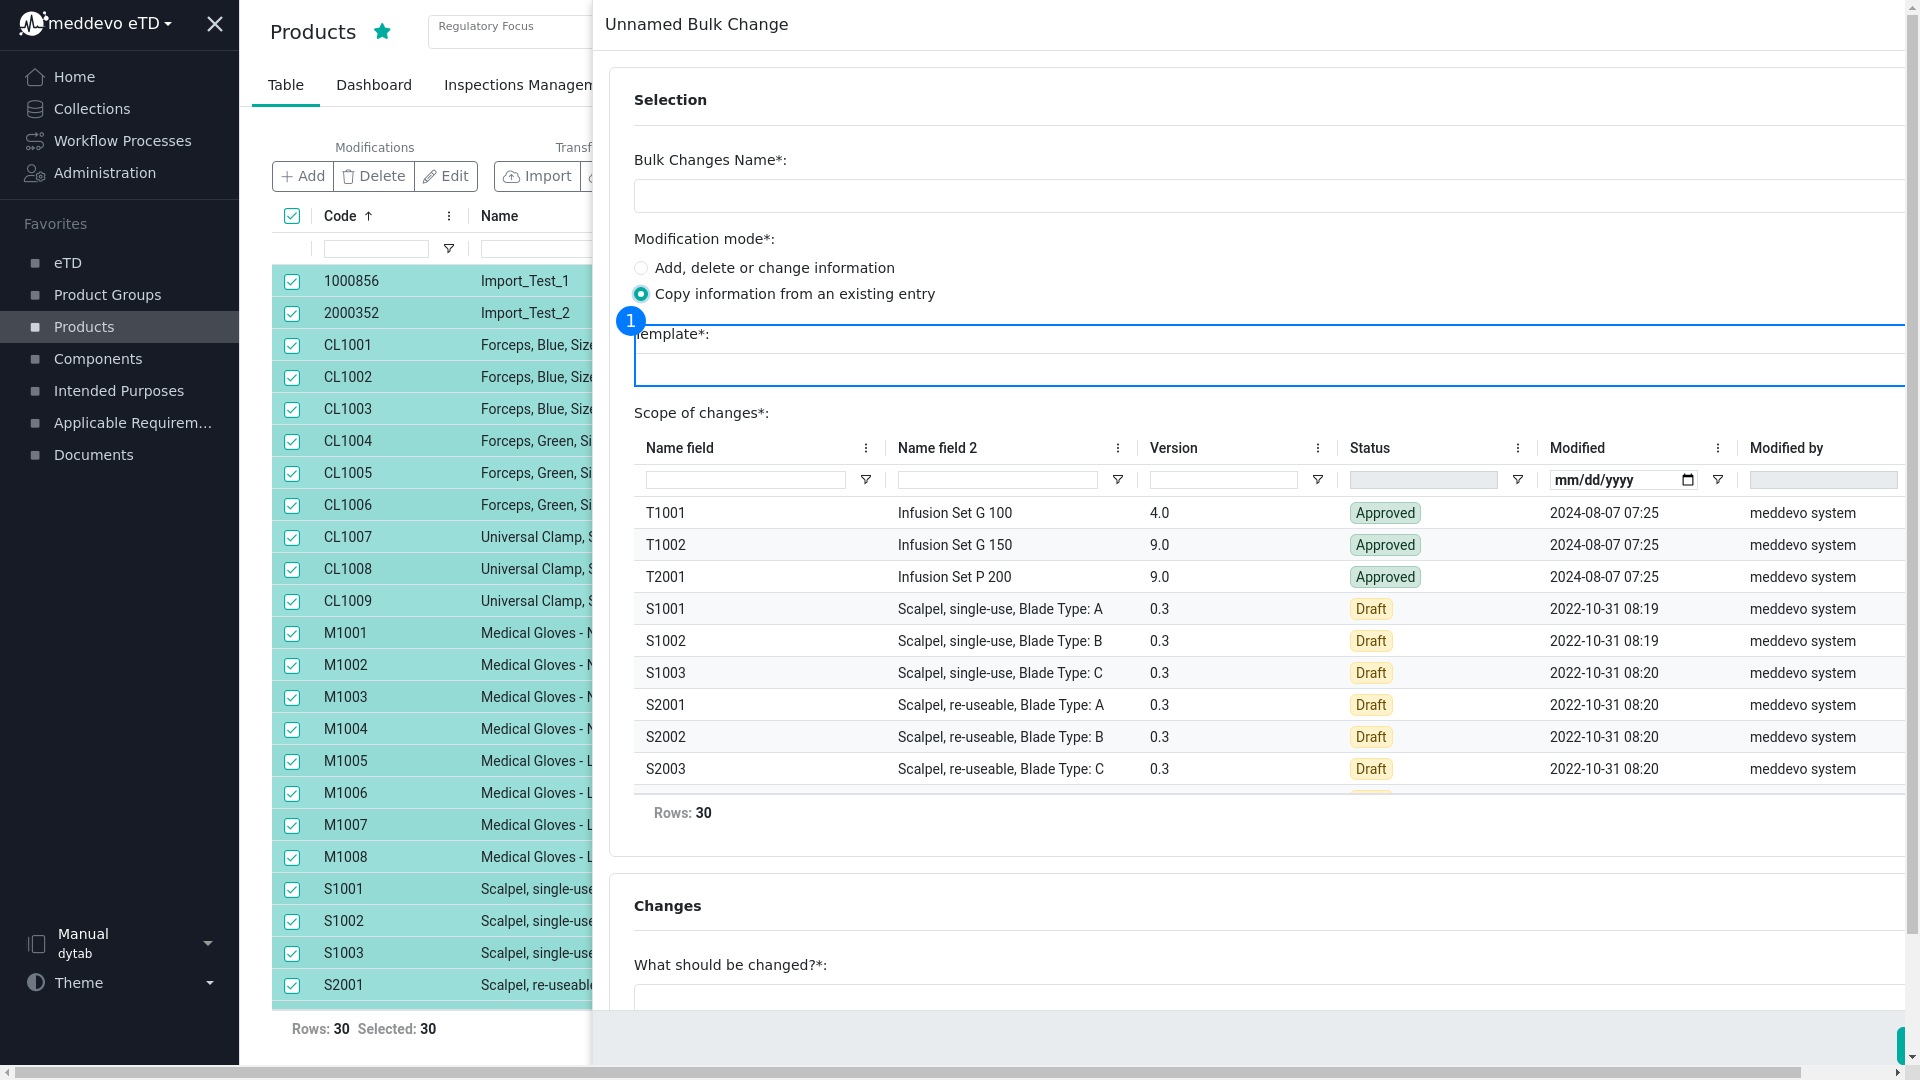 meddevo eTD
Home
Collections
Workflow Processes
Administration
Favorites
eTD
Product Groups
Products
Components
Intended Purposes
Applicable Requirem...
Documents
Manual
dytab
Theme
Products
Regulatory Focus
Table
Dashboard
Inspections Managem
Modifications
Transf
Add
Delete
Edit
Import
Code
Name
1000856 Import_Test_1
2000352 Import_Test_2
CL1001 Forceps, Blue, Size
CL1002 Forceps, Blue, Size
CL1003 Forceps, Blue, Size
CL1004 Forceps, Green, Si
CL1005 Forceps, Green, Si
CL1006 Forceps, Green, Si
CL1007 Universal Clamp, S
CL1008 Universal Clamp, S
CL1009 Universal Clamp, S
M1001 Medical Gloves - N
M1002 Medical Gloves - N
M1003 Medical Gloves - N
M1004 Medical Gloves - N
M1005 Medical Gloves - L
M1006 Medical Gloves - L
M1007 Medical Gloves - L
M1008 Medical Gloves - L
S1001 Scalpel, single-use
S1002 Scalpel, single-use
S1003 Scalpel, single-use
S2001 Scalpel, re-useable
Rows: 30 Selected: 30
Unnamed Bulk Change
Selection
Bulk Changes Name*:
Modification mode*:
Add, delete or change information
Copy information from an existing entry
1
Template*:
Scope of changes*:
Name field Name field 2 Version Status Modified Modified by
mm/dd/yyyy
T1001 Infusion Set G 100 4.0 Approved 2024-08-07 07:25 meddevo system
T1002 Infusion Set G 150 9.0 Approved 2024-08-07 07:25 meddevo system
T2001 Infusion Set P 200 9.0 Approved 2024-08-07 07:25 meddevo system
S1001 Scalpel, single-use, Blade Type: A 0.3 Draft 2022-10-31 08:19 meddevo system
S1002 Scalpel, single-use, Blade Type: B 0.3 Draft 2022-10-31 08:19 meddevo system
S1003 Scalpel, single-use, Blade Type: C 0.3 Draft 2022-10-31 08:20 meddevo system
S2001 Scalpel, re-useable, Blade Type: A 0.3 Draft 2022-10-31 08:20 meddevo system
S2002 Scalpel, re-useable, Blade Type: B 0.3 Draft 2022-10-31 08:20 meddevo system
S2003 Scalpel, re-useable, Blade Type: C 0.3 Draft 2022-10-31 08:20 meddevo system
Rows: 30
Changes
What should be changed?*: